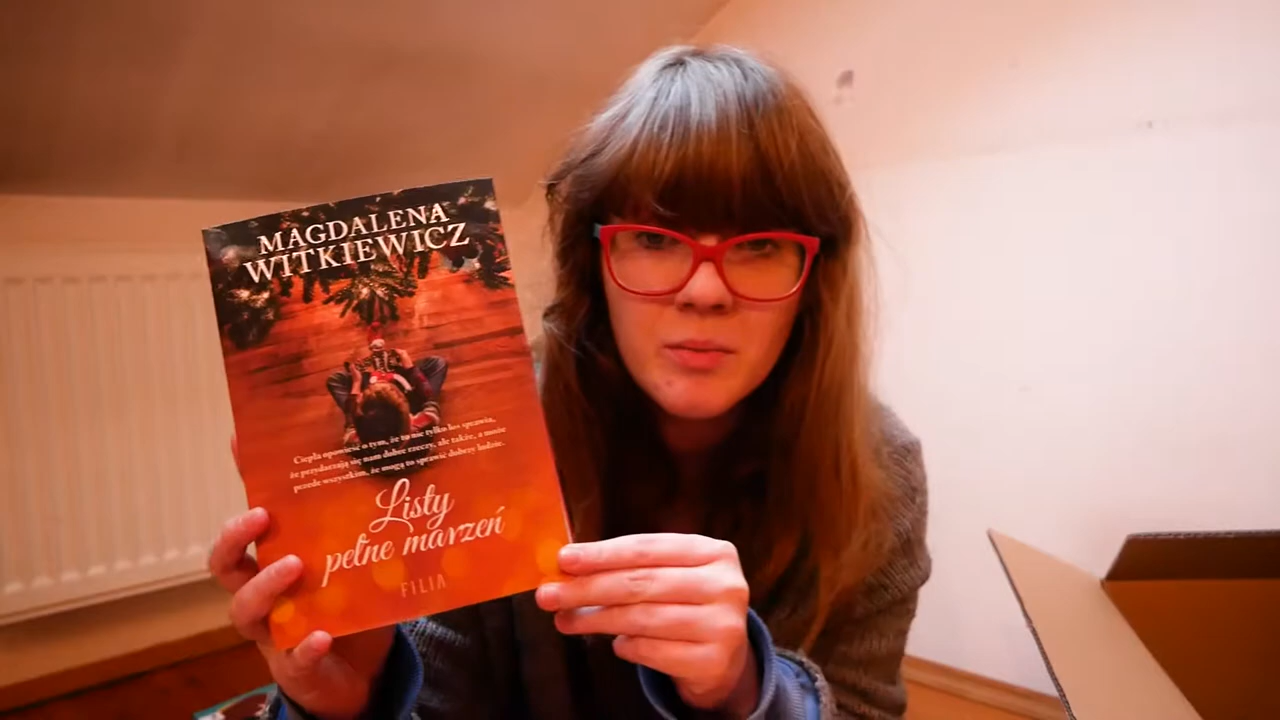 MAGDALENA
WITKIEWICZ
Ciepła opowieść o tym, że to nie tylko los sprawia,
że przydarzają się nam dobre rzeczy, ale także, a może
przede wszystkim, że mogą to sprawić dobrzy ludzie.
Listy
pełne marzeń
FILIA